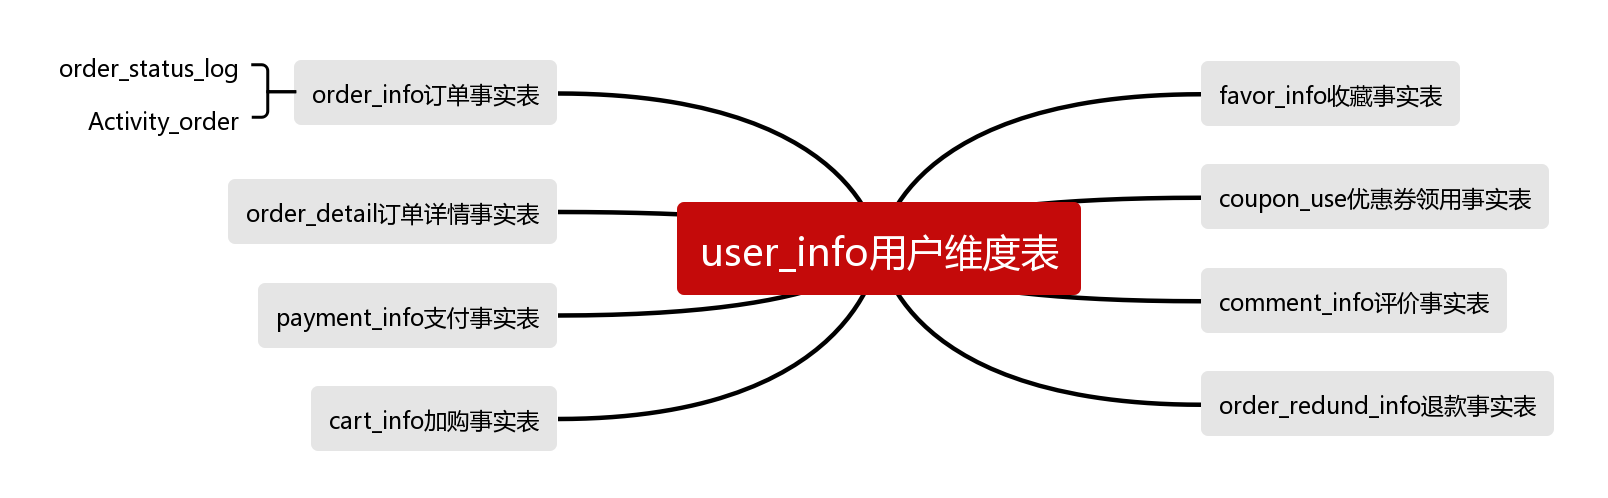 order_status_log
Activity_order
order_info订单事实表
order_detail订单详情事实表
payment_info支付事实表
cart_info加购事实表
user_info用户维度表
favor_info收藏事实表
coupon_use优惠券领用事实表
comment_info评价事实表
order_redund_info退款事实表